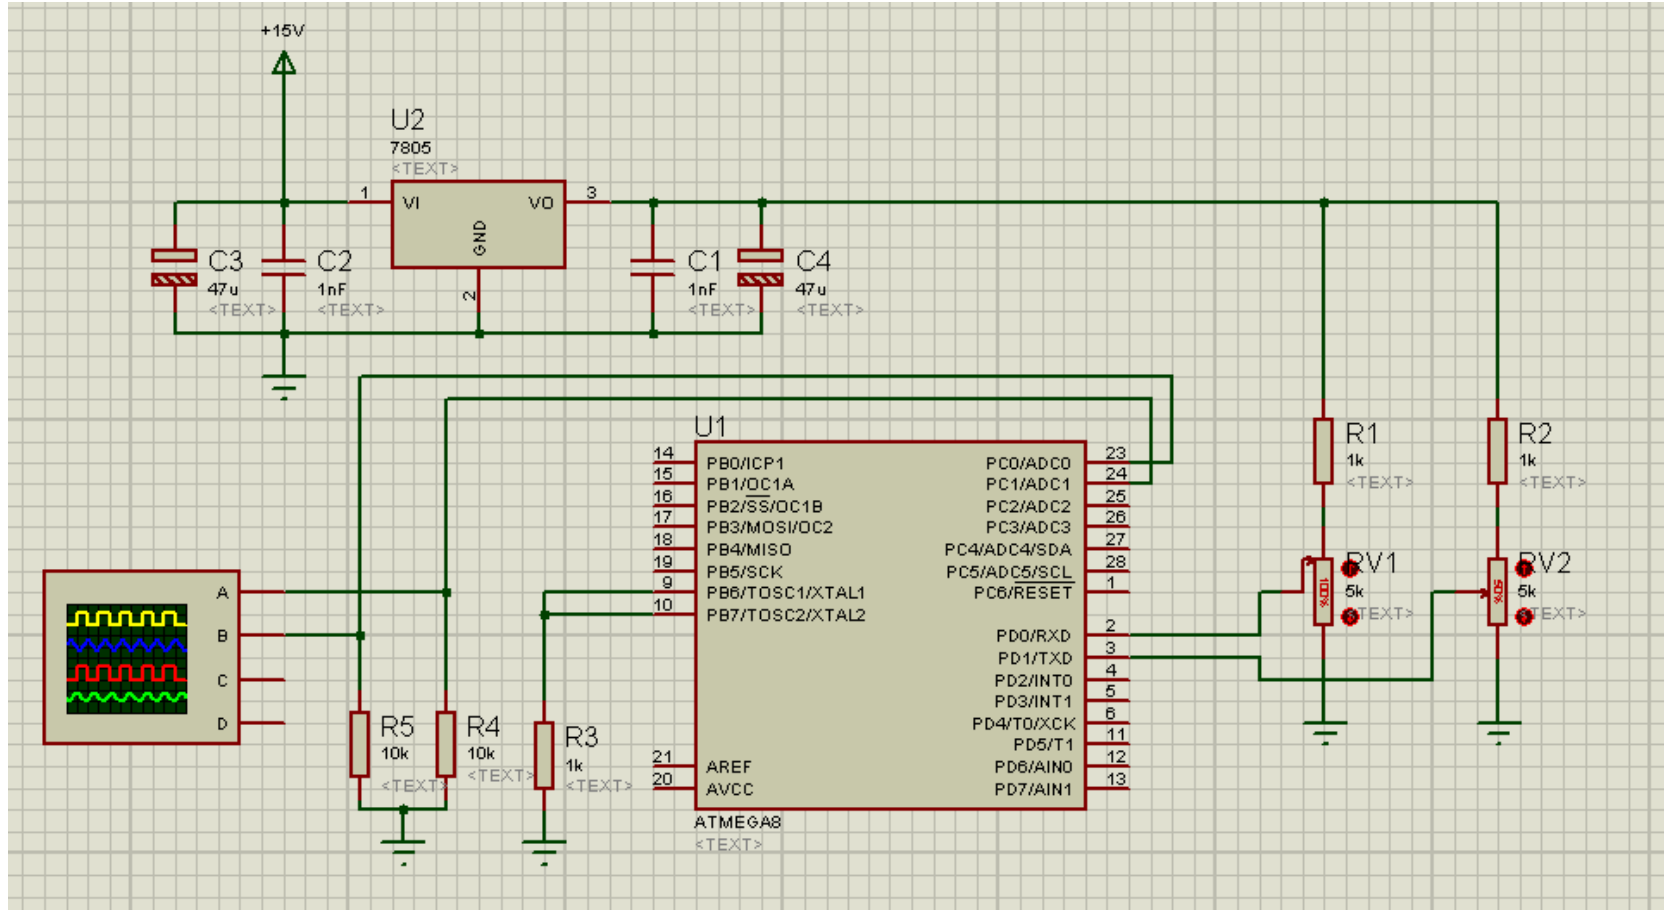 +15V
U2
7805
<TEXT>
1
VI
VO
3
GND
2
C3
47u
<TEXT>
C2
1nF
<TEXT>
C1
1nF
<TEXT>
C4
47u
<TEXT>
R1
1k
<TEXT>
R2
1k
<TEXT>
U1
14 PB0/ICP1 PC0/ADC0 23
15 PB1/OC1A PC1/ADC1 24
16 PB2/SS/OC1B PC2/ADC2 25
17 PB3/MOSI/OC2 PC3/ADC3 26
18 PB4/MISO PC4/ADC4/SDA 27
19 PB5/SCK PC5/ADC5/SCL 28
9 PB6/TOSC1/XTAL1 PC6/RESET 1
10 PB7/TOSC2/XTAL2
PD0/RXD 2
PD1/TXD 3
PD2/INT0 4
PD3/INT1 5
PD4/T0/XCK 6
PD5/T1 11
21 AREF PD6/AIN0 12
20 AVCC PD7/AIN1 13
ATMEGA8
<TEXT>
A
B
C
D
R5
10k
<TEXT>
R4
10k
<TEXT>
R3
1k
<TEXT>
RV1
5k
100%
RV2
5k
50%